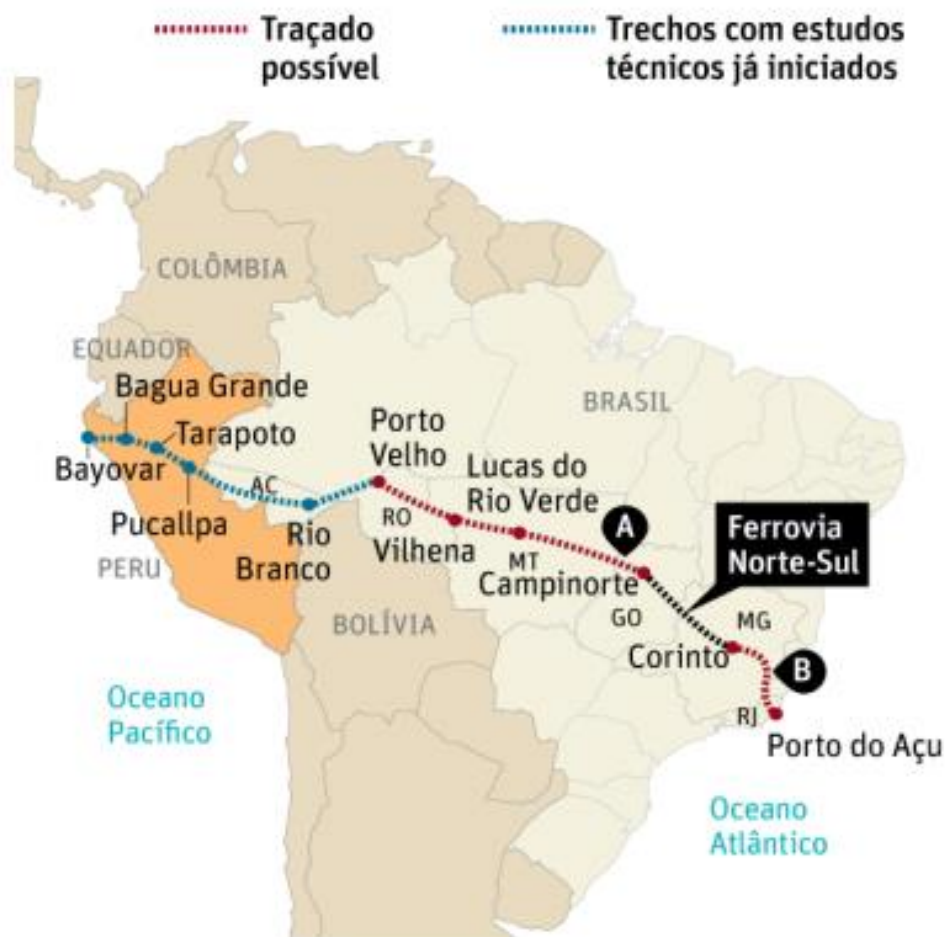 Traçado
possível
Trechos com estudos
técnicos já iniciados
COLÔMBIA
EQUADOR
Bagua Grande
BRASIL
Porto
Velho
Tarapoto
Bayovar
Lucas do
Rio Verde
AC
Pucallpa
RO
A
Ferrovia
Norte-Sul
Rio
Branco
Vilhena
MT
PERU
Campinorte
GO
MG
BOLÍVIA
Corinto
B
Oceano
Pacífico
RJ
Porto do Açu
Oceano
Atlântico